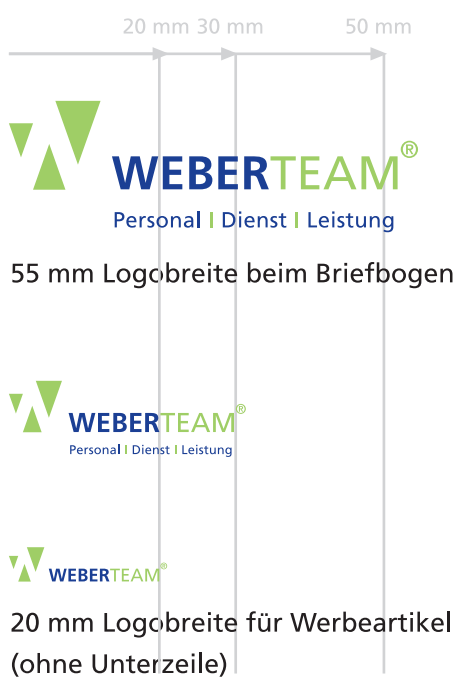 20 mm 30 mm 50 mm
WEBERTEAM®
Personal | Dienst | Leistung
55 mm Logobreite beim Briefbogen
WEBERTEAM®
Personal | Dienst | Leistung
WEBERTEAM®
20 mm Logobreite für Werbeartikel
(ohne Unterzeile)